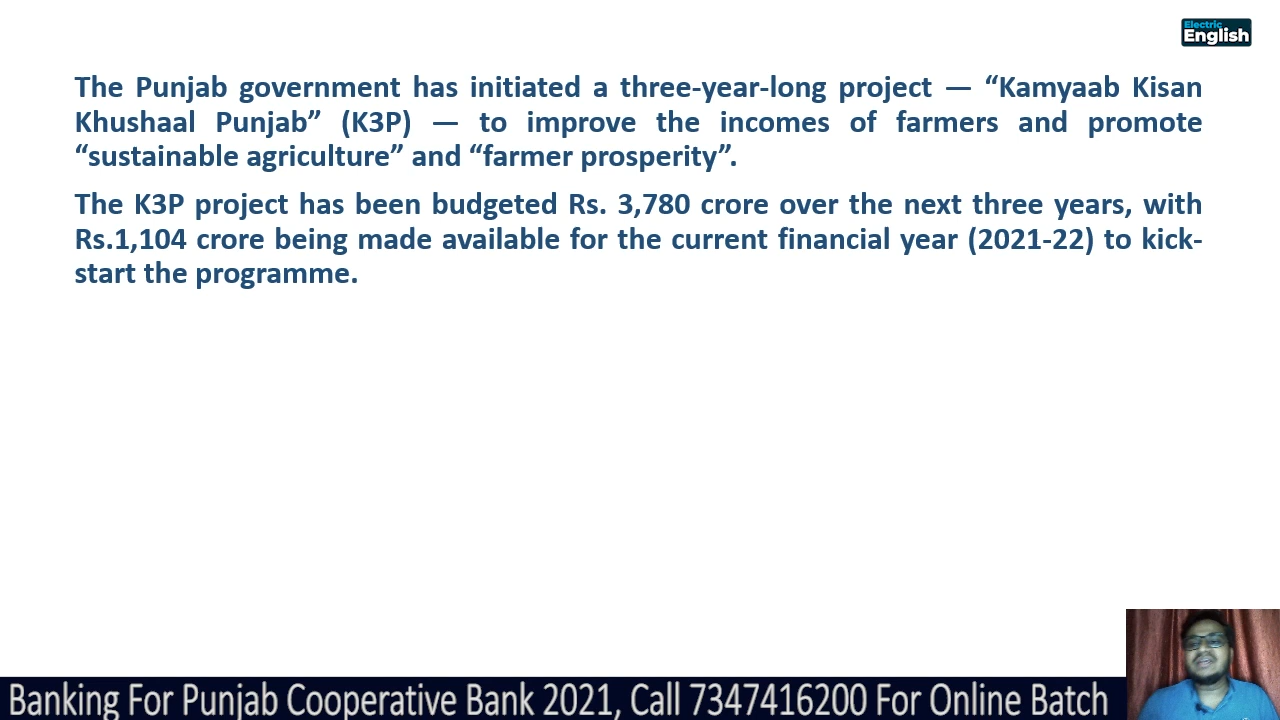 Electric
English
The Punjab government has initiated a three-year-long project — “Kamyaab Kisan
Khushaal Punjab” (K3P) — to improve the incomes of farmers and promote
“sustainable agriculture” and “farmer prosperity”.
The K3P project has been budgeted Rs. 3,780 crore over the next three years, with
Rs.1,104 crore being made available for the current financial year (2021-22) to kick-
start the programme.
Banking For Punjab Cooperative Bank 2021, Call 7347416200 For Online Batch